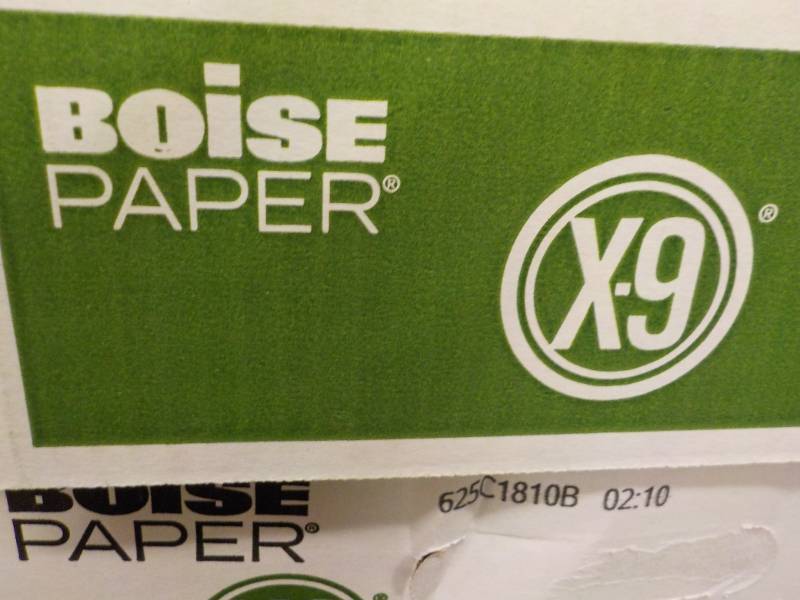 BOiSE
PAPER®
X-9®
BOISE
PAPER®
625C1810B 02:10